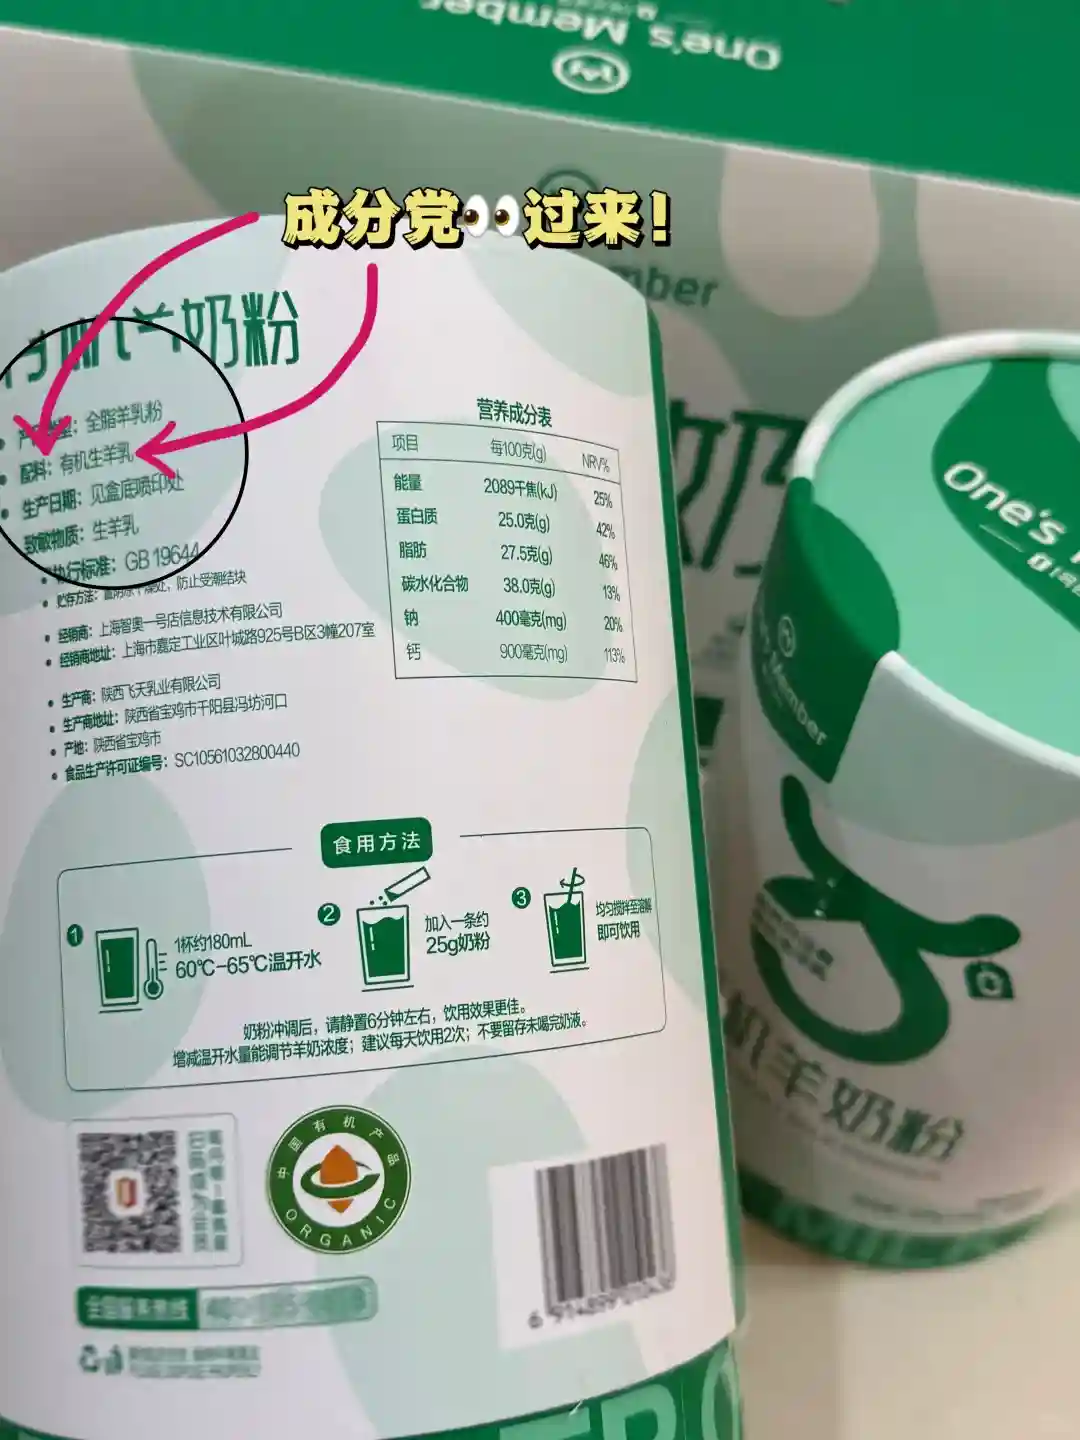 One's Member
成分党👀过来！
mber
羊奶粉
全脂羊乳粉
配料：有机生羊乳
生产日期：见盒底喷印处
致敏物质：生羊乳
执行标准：GB 19644
贮存方法：置阴凉干燥处，防止受潮结块
经销商：上海智奥一号店信息技术有限公司
经销商地址：上海市嘉定工业区叶城路925号B区3幢207室
生产商：陕西飞天乳业有限公司
生产商地址：陕西省宝鸡市千阳县冯坊河口
产地：陕西省宝鸡市
食品生产许可证编号：SC10561032800440
营养成分表
项目 每100克(g) NRV%
能量 2089千焦(kJ) 25%
蛋白质 25.0克(g) 42%
脂肪 27.5克(g) 46%
碳水化合物 38.0克(g) 13%
钠 400毫克(mg) 20%
钙 900毫克(mg) 113%
食用方法
1 1杯约180mL
60℃-65℃温开水
2 加入一条约
25g奶粉
3 均匀搅拌至溶解
即可饮用
奶粉冲调后，请静置6分钟左右，饮用效果更佳。
增减温开水量能调节羊奶浓度；建议每天饮用2次；不要留存未喝完奶液。
中国有机产品
ORGANIC
One's
Member
机羊奶粉